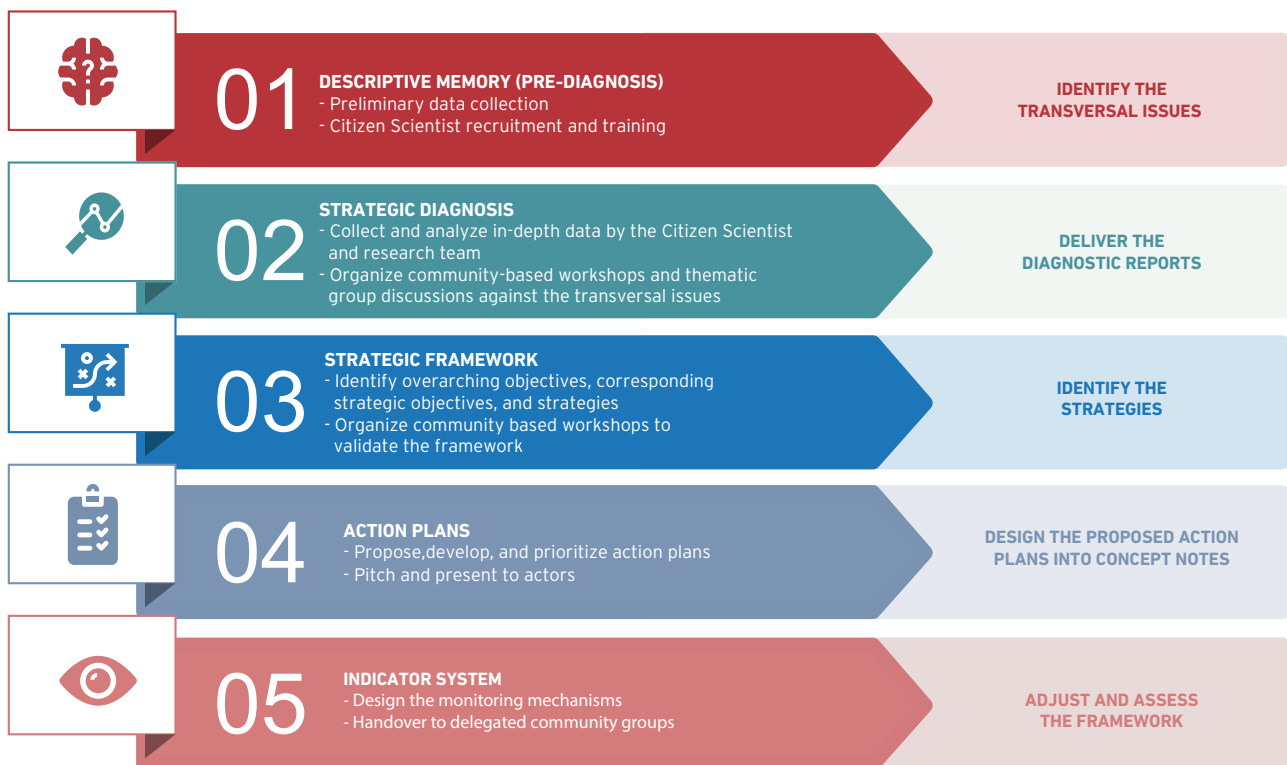 ?
01
DESCRIPTIVE MEMORY (PRE-DIAGNOSIS)
- Preliminary data collection
- Citizen Scientist recruitment and training
IDENTIFY THE
TRANSVERSAL ISSUES
02
STRATEGIC DIAGNOSIS
- Collect and analyze in-depth data by the Citizen Scientist
and research team
- Organize community-based workshops and thematic
group discussions against the transversal issues
DELIVER THE
DIAGNOSTIC REPORTS
03
STRATEGIC FRAMEWORK
- Identify overarching objectives, corresponding
strategic objectives, and strategies
- Organize community based workshops to
validate the framework
IDENTIFY THE
STRATEGIES
04
ACTION PLANS
- Propose,develop, and prioritize action plans
- Pitch and present to actors
DESIGN THE PROPOSED ACTION
PLANS INTO CONCEPT NOTES
05
INDICATOR SYSTEM
- Design the monitoring mechanisms
- Handover to delegated community groups
ADJUST AND ASSESS
THE FRAMEWORK